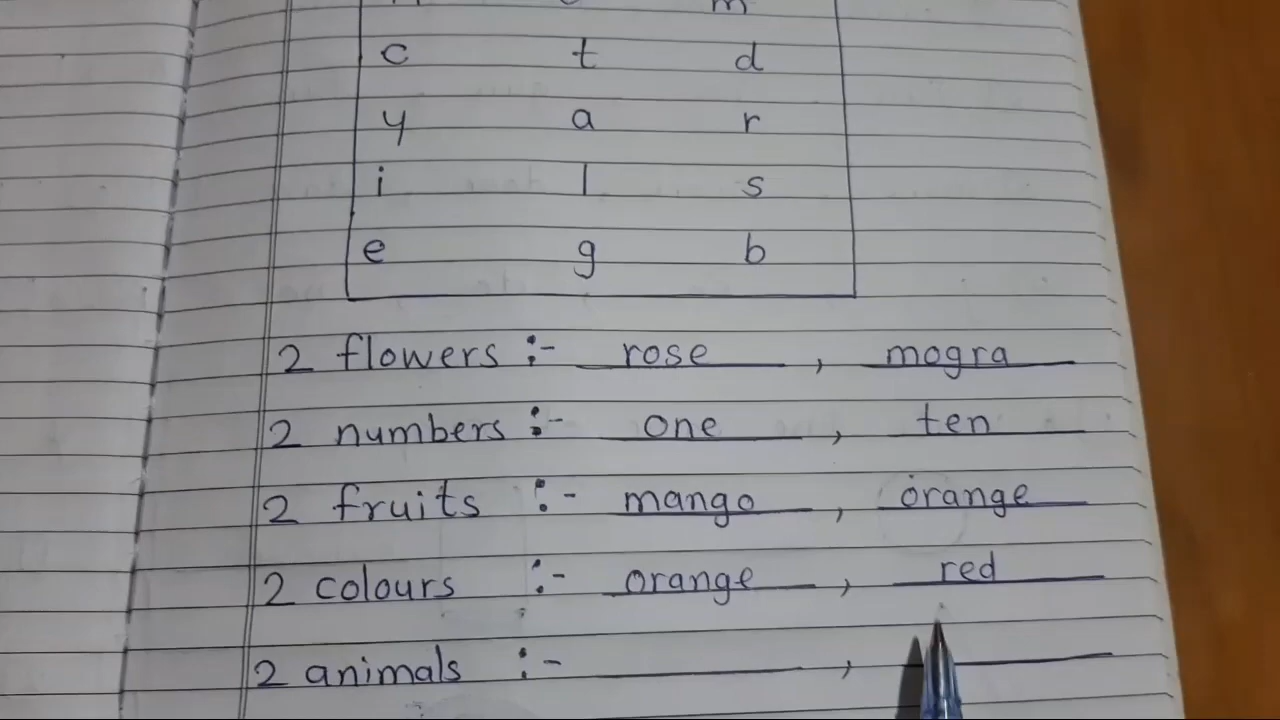 c t d
y a r
i l s
e g b
2 flowers :- rose , mogra
2 numbers :- one , ten
2 fruits :- mango , orange
2 colours :- orange , red
2 animals :- ,